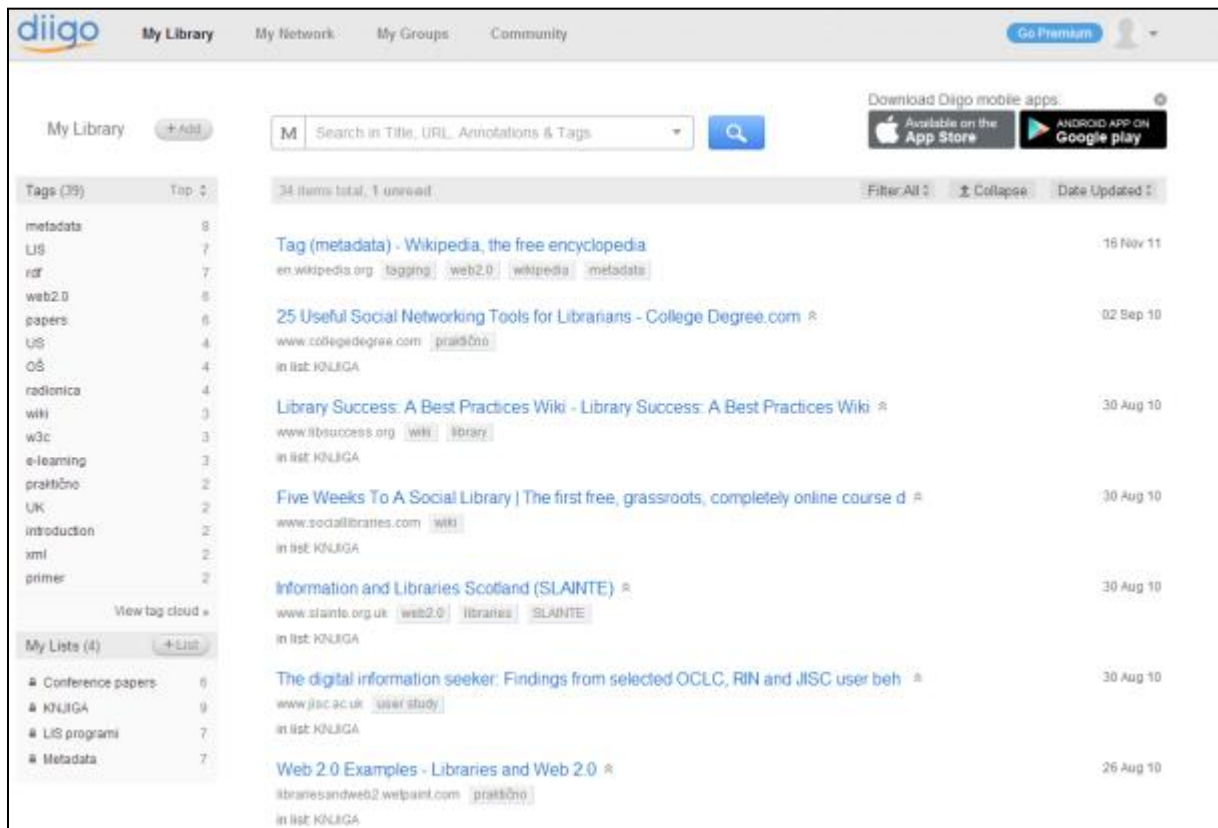 diigo My Library My Network My Groups Community Go Premium
Download Diigo mobile apps:
My Library + Add M Search in Title, URL, Annotations & Tags Available on the App Store ANDROID APP ON Google play
Tags (39) Top
metadata 8
LIS 7
rdf 7
web2.0 6
papers 6
US 4
OŠ 4
radionica 4
wiki 3
w3c 3
e-learning 3
praktično 2
UK 2
introduction 2
xml 2
primer 2
View tag cloud »
My Lists (4) + List
Conference papers 6
KNJIGA 9
LIS programi 7
Metadata 7
34 items total, 1 unread Filter:All Collapse Date Updated
Tag (metadata) - Wikipedia, the free encyclopedia 16 Nov 11
en.wikipedia.org tagging web2.0 wikipedia metadata
25 Useful Social Networking Tools for Librarians - College Degree.com 02 Sep 10
www.collegedegree.com praktično
in list: KNJIGA
Library Success: A Best Practices Wiki - Library Success: A Best Practices Wiki 30 Aug 10
www.libsuccess.org wiki library
in list: KNJIGA
Five Weeks To A Social Library | The first free, grassroots, completely online course d 30 Aug 10
www.sociallibraries.com wiki
in list: KNJIGA
Information and Libraries Scotland (SLAINTE) 30 Aug 10
www.slainte.org.uk web2.0 libraries SLAINTE
in list: KNJIGA
The digital information seeker: Findings from selected OCLC, RIN and JISC user beh 30 Aug 10
www.jisc.ac.uk user study
in list: KNJIGA
Web 2.0 Examples - Libraries and Web 2.0 26 Aug 10
librariesandweb2.wetpaint.com praktično
in list: KNJIGA